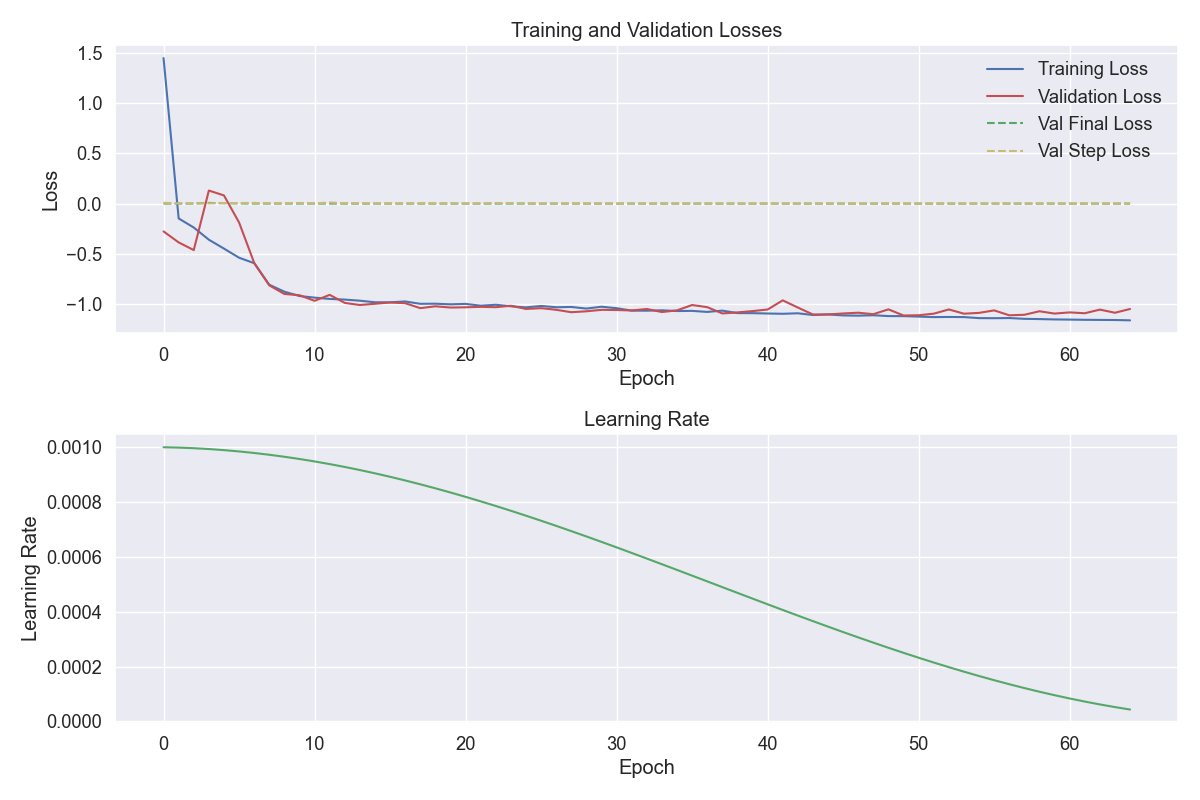 Training and Validation Losses
1.5
1.0
0.5
0.0
−0.5
−1.0
Loss
Training Loss
Validation Loss
Val Final Loss
Val Step Loss
0 10 20 30 40 50 60
Epoch
Learning Rate
0.0010
0.0008
0.0006
0.0004
0.0002
0.0000
Learning Rate
0 10 20 30 40 50 60
Epoch